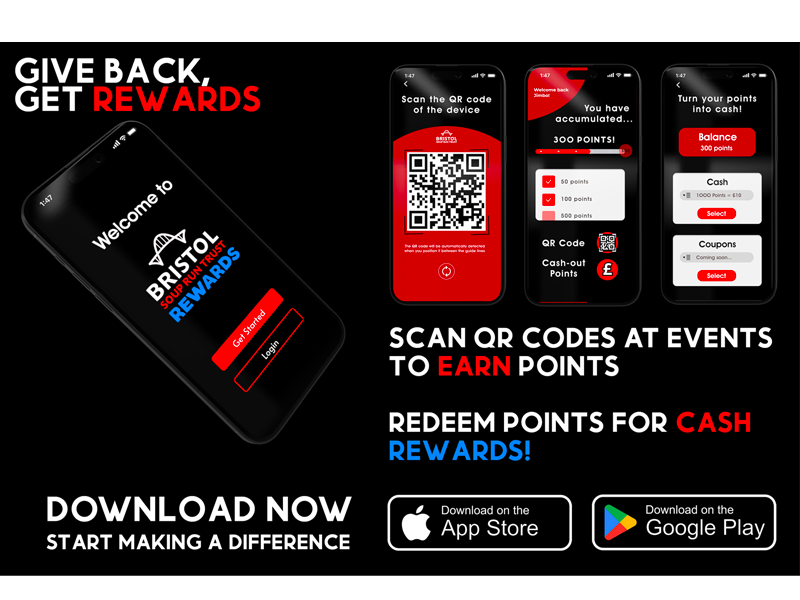 GIVE BACK,
GET REWARDS
1:47
Welcome to
BRISTOL
SOUP RUN TRUST
REWARDS
Get Started
Login
1:47
Scan the QR code
of the device
BRISTOL
The QR code will be automatically detected
when you position it between the guide lines
1:47
Welcome back
Jimbo!
You have
accumulated...
300 POINTS!
50 points
100 points
500 points
QR Code
Cash-out
Points
£
1:47
Turn your points
into cash!
Balance
300 points
Cash
1000 Points = £10
Select
Coupons
Coming soon...
Select
SCAN QR CODES AT EVENTS
TO EARN POINTS
REDEEM POINTS FOR CASH
REWARDS!
DOWNLOAD NOW
START MAKING A DIFFERENCE
Download on the
App Store
Download on the
Google Play